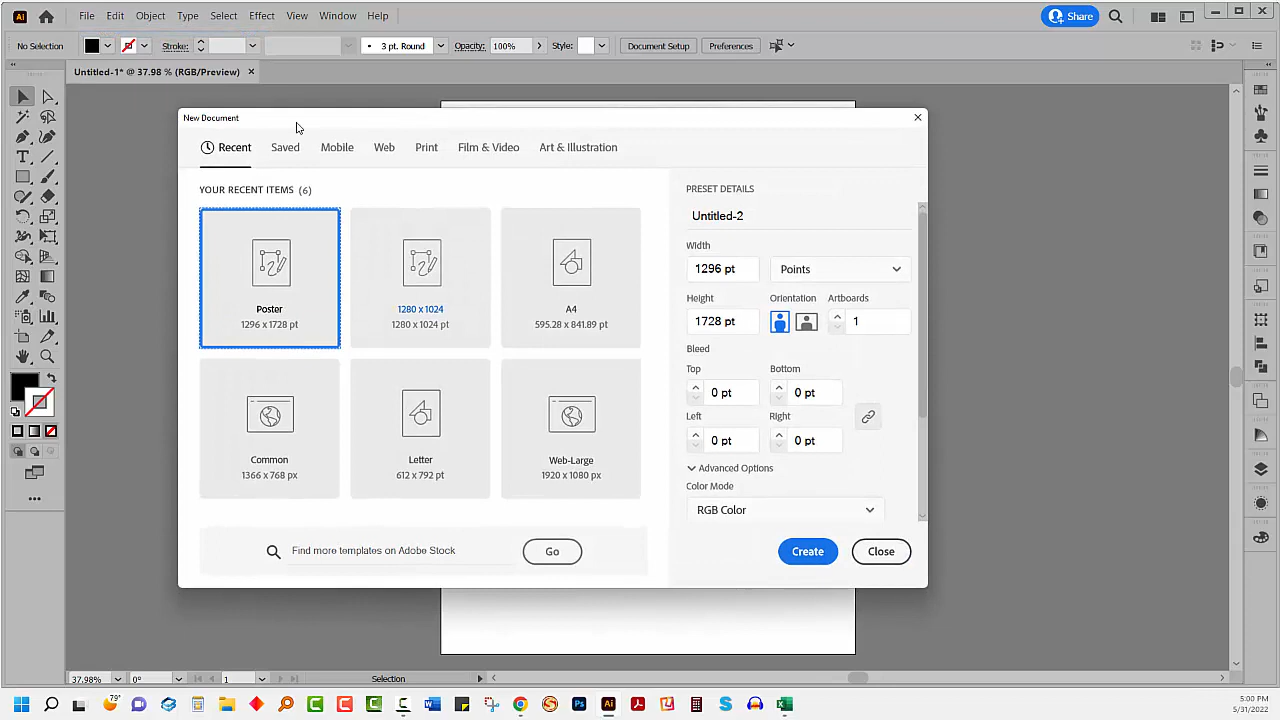 Ai File Edit Object Type Select Effect View Window Help Share
No Selection Stroke: 3 pt. Round Opacity: 100% Style: Document Setup Preferences
Untitled-1* @ 37.98 % (RGB/Preview) ×
New Document
Recent Saved Mobile Web Print Film & Video Art & Illustration
YOUR RECENT ITEMS (6)
Poster
1296 x 1728 pt
1280 x 1024
1280 x 1024 pt
A4
595.28 x 841.89 pt
Common
1366 x 768 px
Letter
612 x 792 pt
Web-Large
1920 x 1080 px
Find more templates on Adobe Stock Go
PRESET DETAILS
Untitled-2
Width
1296 pt Points
Height Orientation Artboards
1728 pt 1
Bleed
Top Bottom
0 pt 0 pt
Left Right
0 pt 0 pt
Advanced Options
Color Mode
RGB Color
Create Close
37.98% 0° 1 Selection
79°
Ps Ai
5:00 PM
5/31/2022